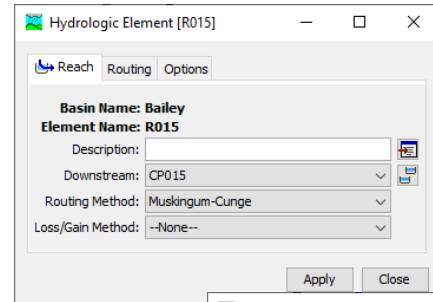 Hydrologic Element [R015]
Reach Routing Options
Basin Name: Bailey
Element Name: R015
Description:
Downstream: CP015
Routing Method: Muskingum-Cunge
Loss/Gain Method: --None--
Apply Close